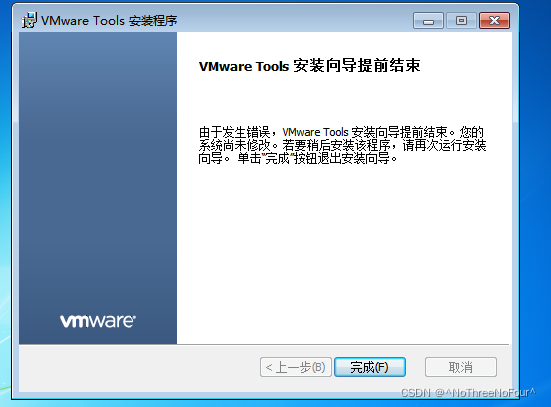 VMware Tools 安装程序
VMware Tools 安装向导提前结束
由于发生错误，VMware Tools 安装向导提前结束。您的
系统尚未修改。若要稍后安装该程序，请再次运行安装
向导。 单击“完成”按钮退出安装向导。
vmware
< 上一步(B) 完成(F) 取消
CSDN @^NoThreeNoFour^